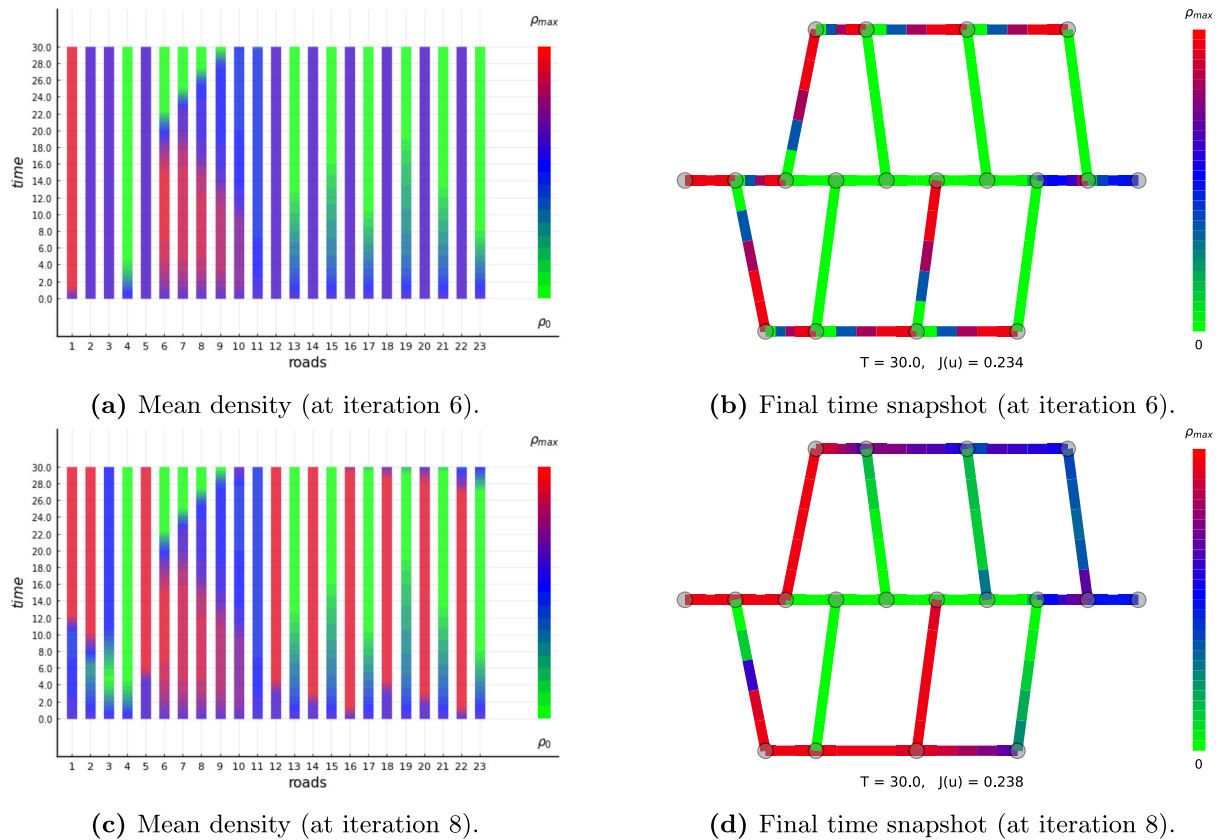 ρmax
30.0
28.0
26.0
24.0
22.0
20.0
18.0
16.0
14.0
12.0
10.0
8.0
6.0
4.0
2.0
0.0
time
ρ0
1 2 3 4 5 6 7 8 9 10 11 12 13 14 15 16 17 18 19 20 21 22 23
roads
(a) Mean density (at iteration 6).
ρmax
0
T = 30.0, J(u) = 0.234
(b) Final time snapshot (at iteration 6).
ρmax
30.0
28.0
26.0
24.0
22.0
20.0
18.0
16.0
14.0
12.0
10.0
8.0
6.0
4.0
2.0
0.0
time
ρ0
1 2 3 4 5 6 7 8 9 10 11 12 13 14 15 16 17 18 19 20 21 22 23
roads
(c) Mean density (at iteration 8).
ρmax
0
T = 30.0, J(u) = 0.238
(d) Final time snapshot (at iteration 8).